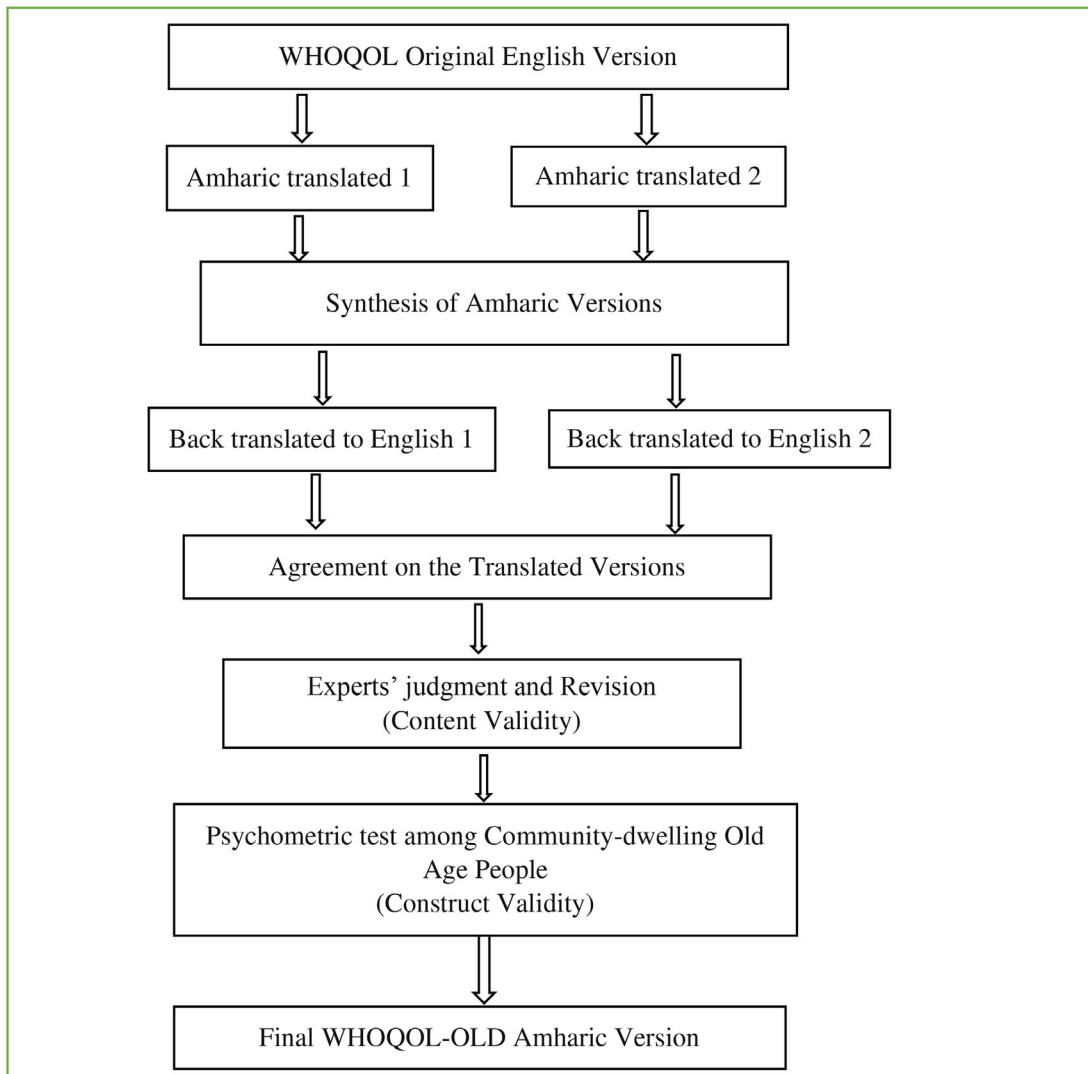 WHOQOL Original English Version
Amharic translated 1
Amharic translated 2
Synthesis of Amharic Versions
Back translated to English 1
Back translated to English 2
Agreement on the Translated Versions
Experts’ judgment and Revision
(Content Validity)
Psychometric test among Community-dwelling Old
Age People
(Construct Validity)
Final WHOQOL-OLD Amharic Version